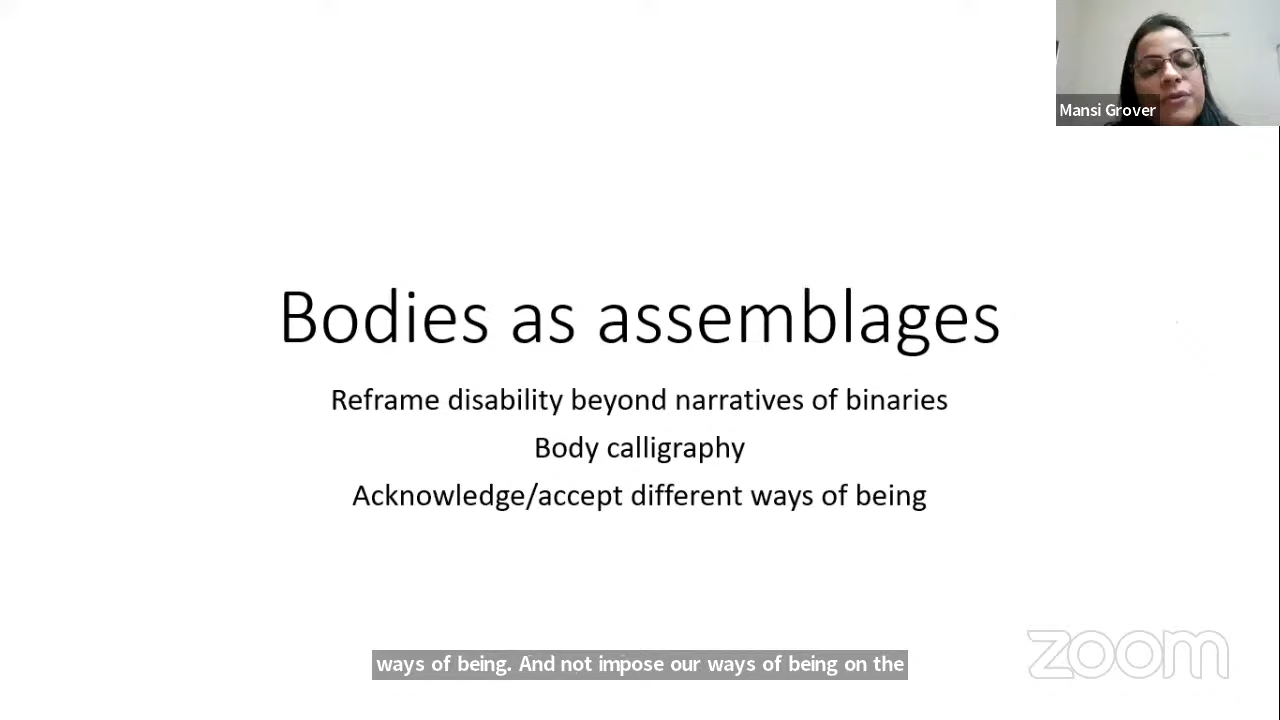 Mansi Grover
Bodies as assemblages
Reframe disability beyond narratives of binaries
Body calligraphy
Acknowledge/accept different ways of being
ways of being. And not impose our ways of being on the
zoom